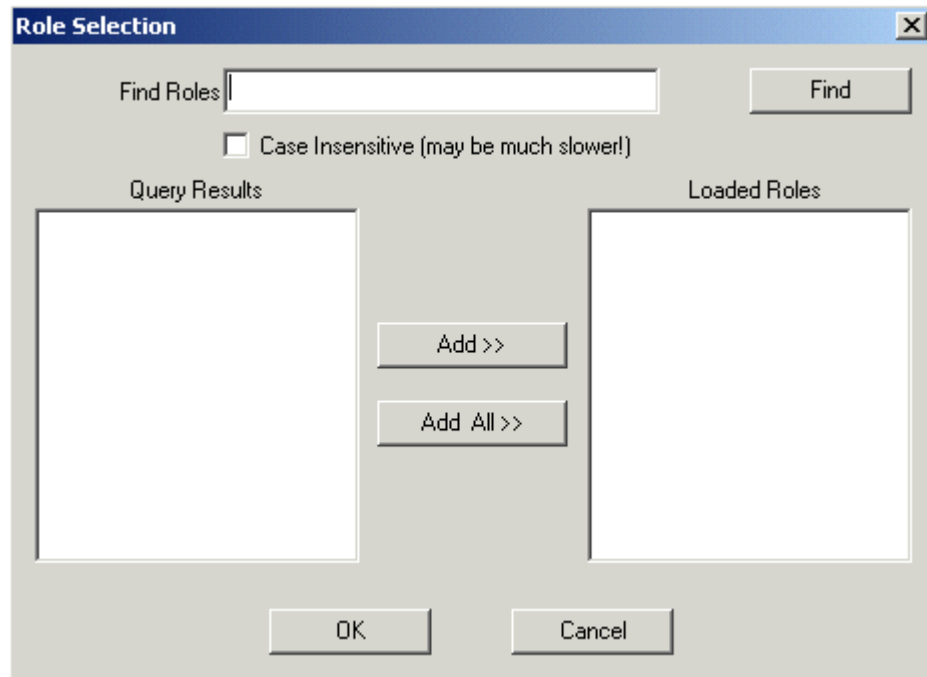 Role Selection
Find Roles Find
Case Insensitive (may be much slower!)
Query Results Loaded Roles
Add >>
Add All >>
OK Cancel